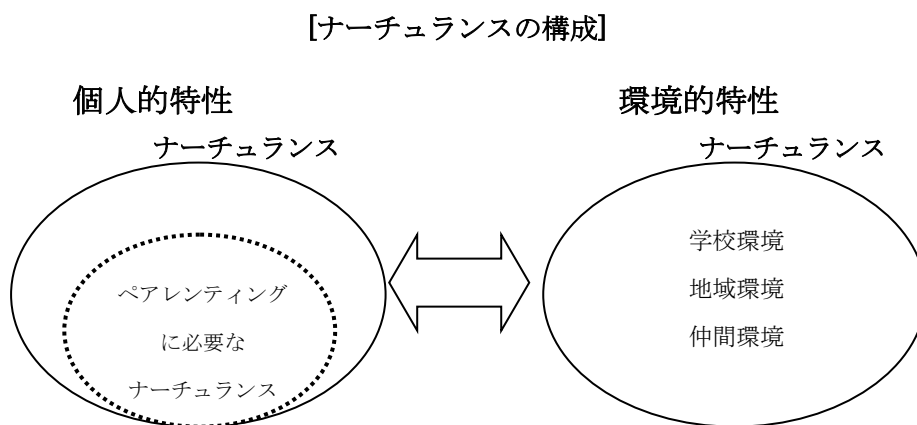 [ナーチュランスの構成]
個人的特性
ナーチュランス
ペアレンティング
に必要な
ナーチュランス
環境的特性
ナーチュランス
学校環境
地域環境
仲間環境